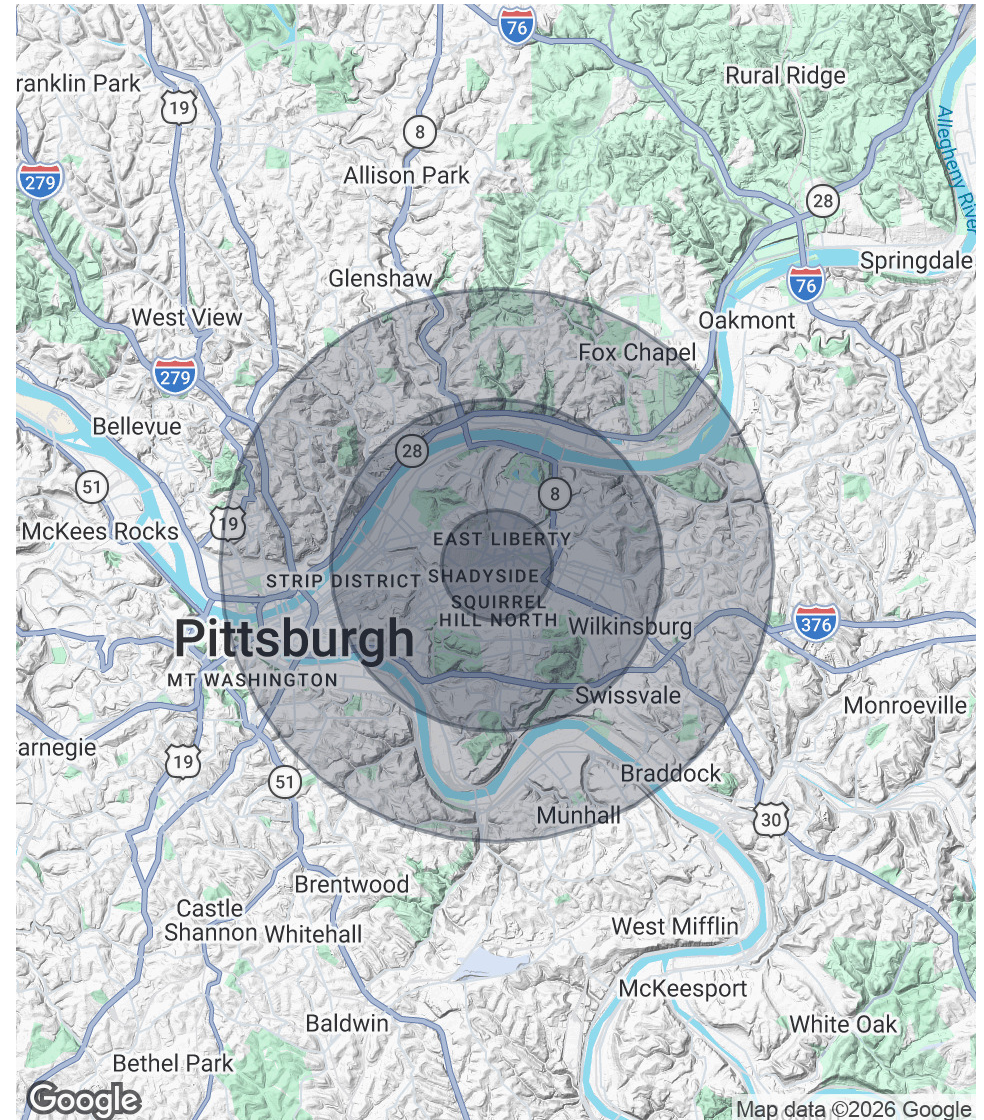 76
Rural Ridge
ranklin Park
19
8
Allegheny River
279
Allison Park
28
Springdale
Glenshaw
76
West View
Oakmont
Fox Chapel
279
Bellevue
28
51
8
McKees Rocks
19
EAST LIBERTY
STRIP DISTRICT
SHADYSIDE
SQUIRREL
HILL NORTH
Wilkinsburg
376
Pittsburgh
MT WASHINGTON
Swissvale
Monroeville
arnegie
19
51
Braddock
Munhall
30
Brentwood
Castle
Shannon
Whitehall
West Mifflin
McKeesport
Baldwin
White Oak
Bethel Park
Google
Map data ©2026 Google